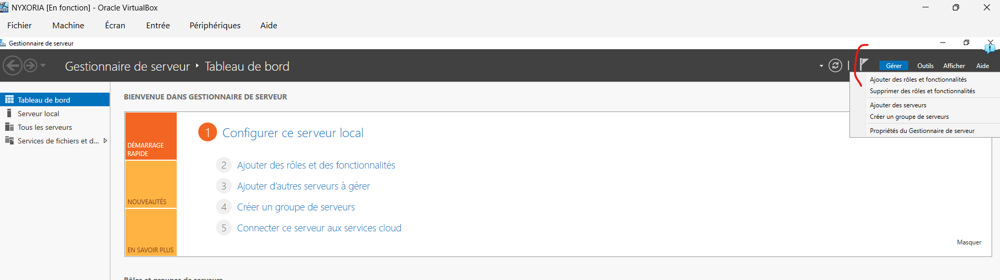 NYXORIA [En fonction] - Oracle VirtualBox
Fichier Machine Écran Entrée Périphériques Aide
Gestionnaire de serveur
Gestionnaire de serveur Tableau de bord
Gérer Outils Afficher Aide
Ajouter des rôles et fonctionnalités
Supprimer des rôles et fonctionnalités
Ajouter des serveurs
Créer un groupe de serveurs
Propriétés du Gestionnaire de serveur
Tableau de bord
Serveur local
Tous les serveurs
Services de fichiers et d...
BIENVENUE DANS GESTIONNAIRE DE SERVEUR
DÉMARRAGE
RAPIDE
NOUVEAUTÉS
EN SAVOIR PLUS
1 Configurer ce serveur local
2 Ajouter des rôles et des fonctionnalités
3 Ajouter d’autres serveurs à gérer
4 Créer un groupe de serveurs
5 Connecter ce serveur aux services cloud
Masquer
Rôles et groupes de serveurs